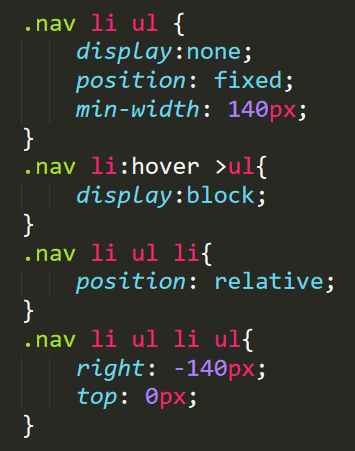 .nav li ul {
    display:none;
    position: fixed;
    min-width: 140px;
}
.nav li:hover >ul{
    display:block;
}
.nav li ul li{
    position: relative;
}
.nav li ul li ul{
    right: -140px;
    top: 0px;
}